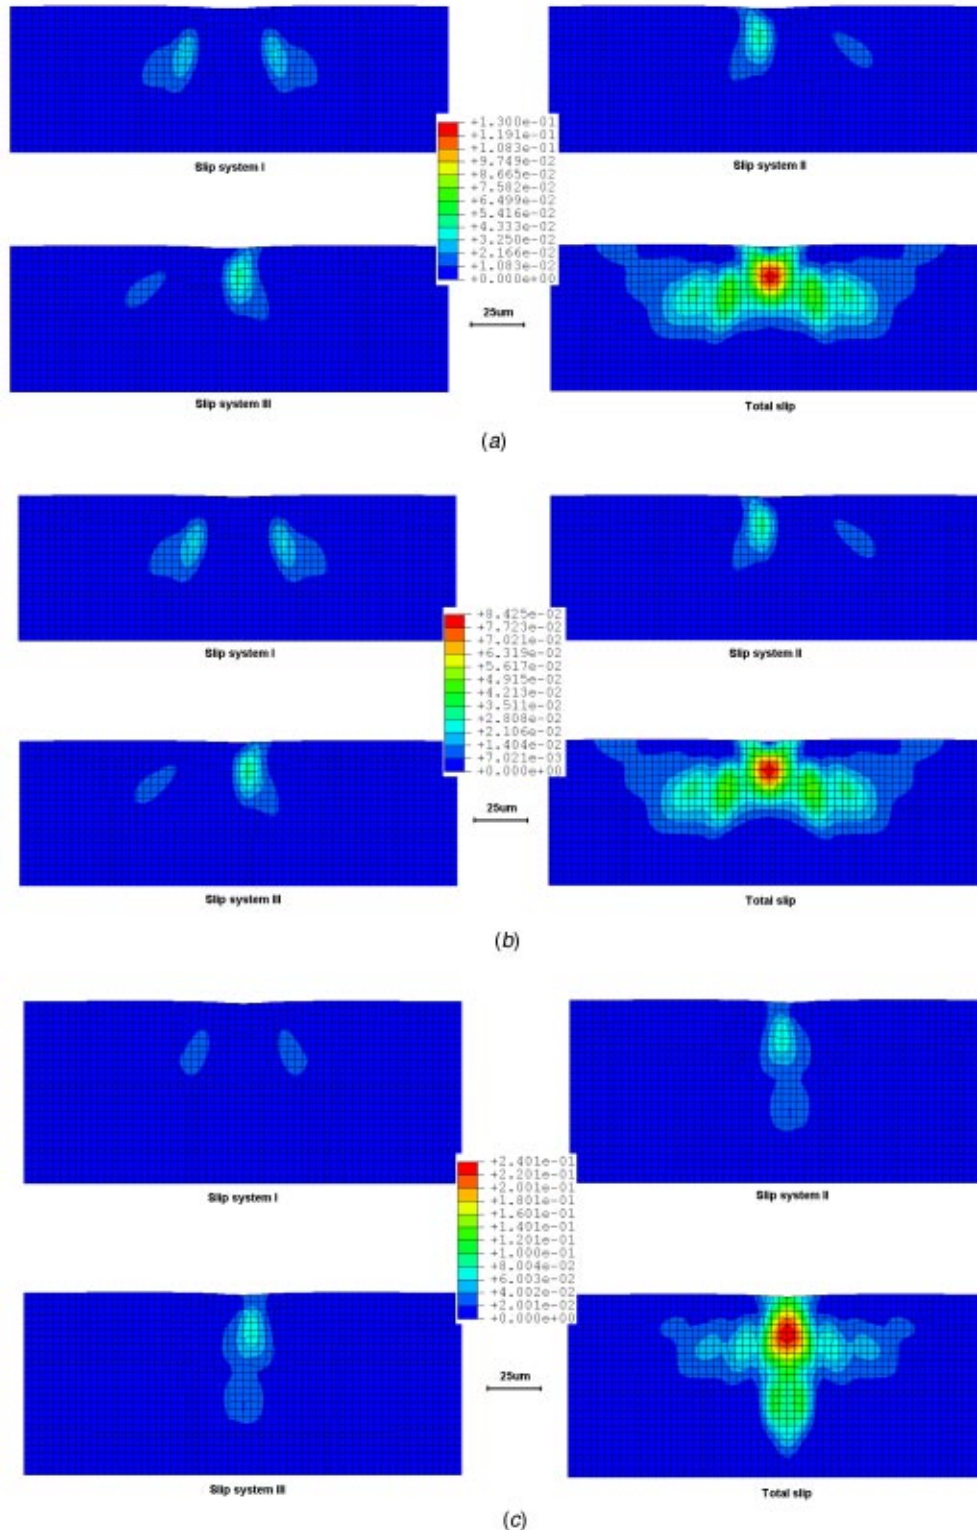 Slip system I
Slip system II
+1.300e-01
+1.191e-01
+1.083e-01
+9.749e-02
+8.665e-02
+7.582e-02
+6.499e-02
+5.416e-02
+4.333e-02
+3.250e-02
+2.166e-02
+1.083e-02
+0.000e+00
25um
Slip system III
Total slip
(a)
Slip system I
Slip system II
+8.425e-02
+7.723e-02
+7.021e-02
+6.319e-02
+5.617e-02
+4.915e-02
+4.213e-02
+3.511e-02
+2.808e-02
+2.106e-02
+1.404e-02
+7.021e-03
+0.000e+00
25um
Slip system III
Total slip
(b)
Slip system I
Slip system II
+2.401e-01
+2.201e-01
+2.001e-01
+1.801e-01
+1.601e-01
+1.401e-01
+1.201e-01
+1.000e-01
+8.004e-02
+6.003e-02
+4.002e-02
+2.001e-02
+0.000e+00
25um
Slip system III
Total slip
(c)